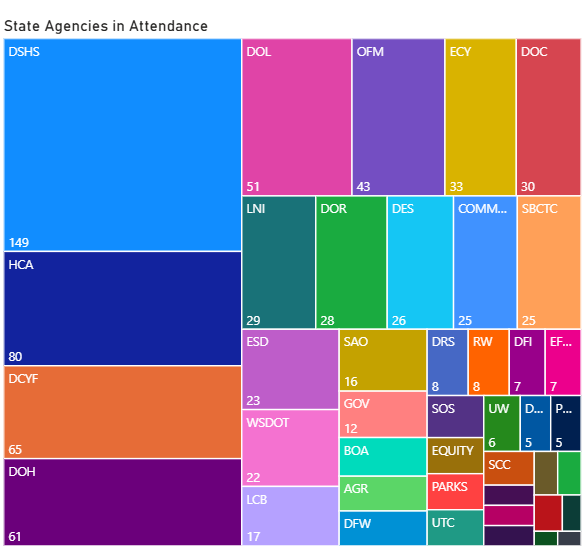 State Agencies in Attendance
DSHS
149
HCA
80
DCYF
65
DOH
61
DOL
51
OFM
43
ECY
33
DOC
30
LNI
29
DOR
28
DES
26
COMM...
25
SBCTC
25
ESD
23
WSDOT
22
LCB
17
SAO
16
GOV
12
BOA
AGR
DFW
DRS
8
RW
8
DFI
7
EF...
7
SOS
EQUITY
PARKS
UTC
UW
6
D...
5
P...
5
SCC